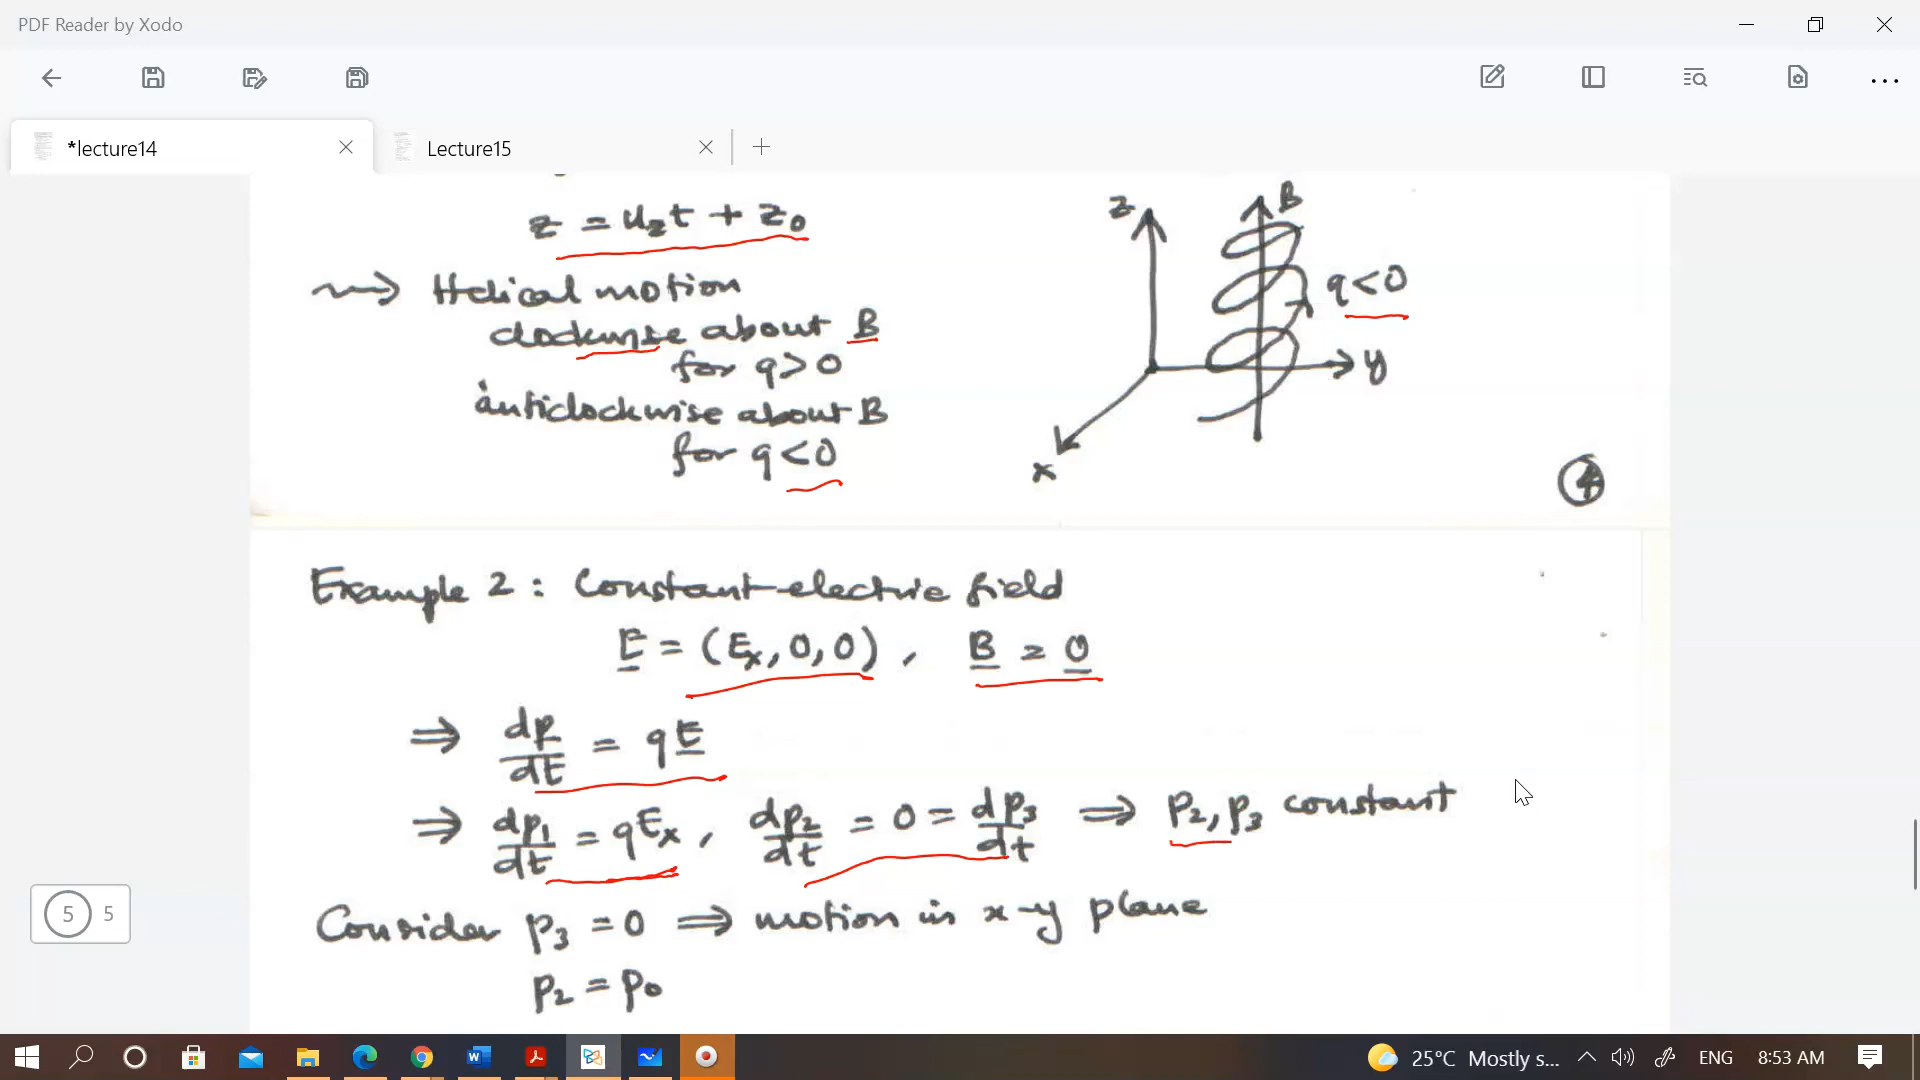 PDF Reader by Xodo
*lecture14
Lecture15
z = u_z t + z_0
z
B
⇝ Helical motion
q<0
clockwise about B
for q>0
y
anticlockwise about B
for q<0
x
4
Example 2: Constant electric field
E = (E_x, 0, 0), B = 0
⇒ dp/dt = qE
⇒ dp_1/dt = qE_x, dp_2/dt = 0 = dp_3/dt ⇒ p_2, p_3 constant
5 5
Consider p_3 = 0 ⇒ motion in x-y plane
p_2 = p_0
25°C Mostly s... ENG 8:53 AM